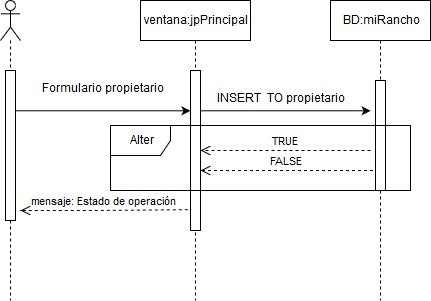 ventana:jpPrincipal
BD:miRancho
Formulario propietario
INSERT TO propietario
Alter
TRUE
FALSE
mensaje: Estado de operación